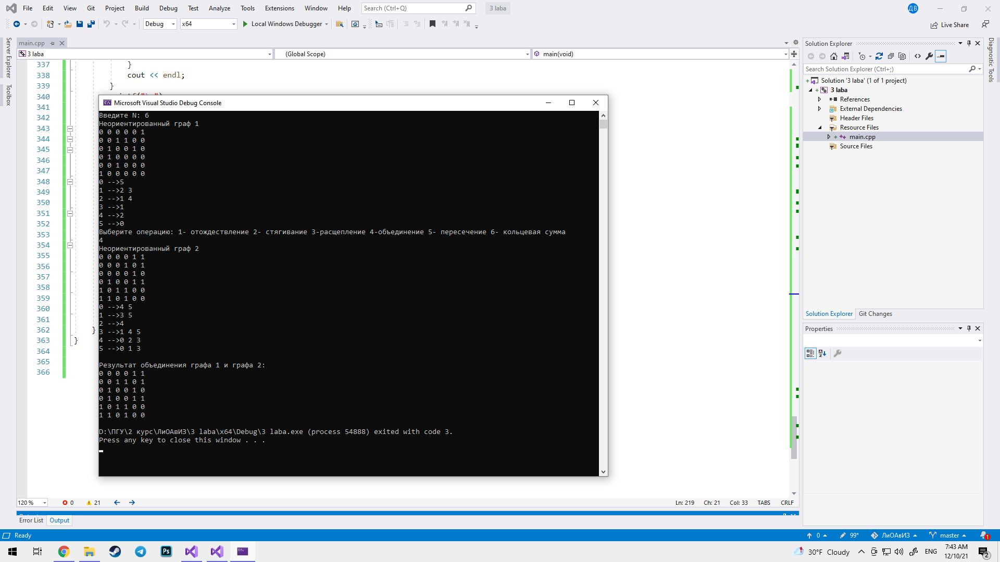 File Edit View Git Project Build Debug Test Analyze Tools Extensions Window Help Search (Ctrl+Q) 3 laba ДВ
Debug x64 Local Windows Debugger Live Share
Server Explorer
Toolbox
main.cpp
3 laba (Global Scope) main(void)
337 }
338 cout << endl;
339 }
340
341
342
343
344
345
346
347
348
349
350
351
352
353
354
355
356
357
358
359
360
361
362 }
363 }
364
365
366
Microsoft Visual Studio Debug Console
Введите N: 6
Неориентированный граф 1
0 0 0 0 0 1
0 0 1 1 0 0
0 1 0 0 1 0
0 1 0 0 0 0
0 0 1 0 0 0
1 0 0 0 0 0
0 -->5
1 -->2 3
2 -->1 4
3 -->1
4 -->2
5 -->0
Выберите операцию: 1- отождествление 2- стягивание 3-расщепление 4-объединение 5- пересечение 6- кольцевая сумма
4
Неориентированный граф 2
0 0 0 0 1 1
0 0 0 1 0 1
0 0 0 0 1 0
0 1 0 0 1 1
1 0 1 1 0 0
1 1 0 1 0 0
0 -->4 5
1 -->3 5
2 -->4
3 -->1 4 5
4 -->0 2 3
5 -->0 1 3
Результат объединения графа 1 и графа 2:
0 0 0 0 1 1
0 0 1 1 0 1
0 1 0 0 1 0
0 1 0 0 1 1
1 0 1 1 0 0
1 1 0 1 0 0
D:\ПГУ\2 курс\ЛиОАвИЗ\3 laba\x64\Debug\3 laba.exe (process 54888) exited with code 3.
Press any key to close this window . . .
Solution Explorer
Search Solution Explorer (Ctrl+;)
Solution '3 laba' (1 of 1 project)
3 laba
References
External Dependencies
Header Files
Resource Files
main.cpp
Source Files
Solution Explorer Git Changes
Properties
Diagnostic Tools
120 % 0 21 Ln: 219 Ch: 21 Col: 33 TABS CRLF
Error List Output
Ready 0 99* ЛиОАвИЗ master 1
Ps 30°F Cloudy ENG 7:43 AM
12/10/21 2